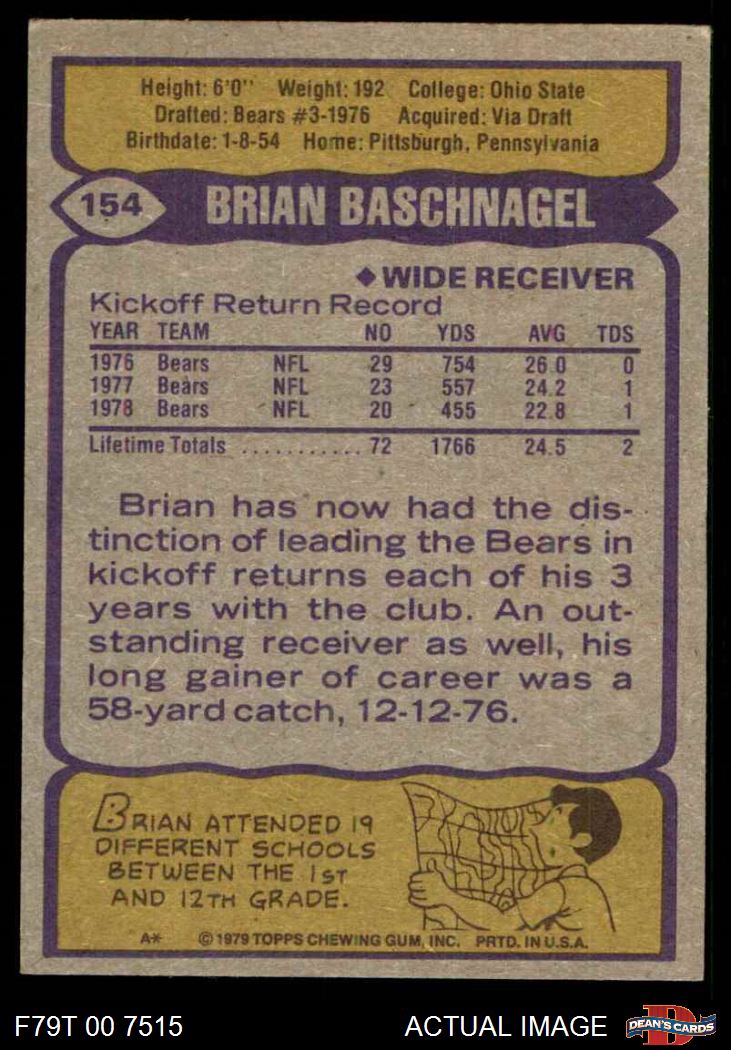 Height: 6'0" Weight: 192 College: Ohio State
Drafted: Bears #3-1976 Acquired: Via Draft
Birthdate: 1-8-54 Home: Pittsburgh, Pennsylvania
154 BRIAN BASCHNAGEL
◆ WIDE RECEIVER
Kickoff Return Record
YEAR TEAM NO YDS AVG TDS
1976 Bears NFL 29 754 26.0 0
1977 Bears NFL 23 557 24.2 1
1978 Bears NFL 20 455 22.8 1
Lifetime Totals ........... 72 1766 24.5 2
Brian has now had the dis-
tinction of leading the Bears in
kickoff returns each of his 3
years with the club. An out-
standing receiver as well, his
long gainer of career was a
58-yard catch, 12-12-76.
BRIAN ATTENDED 19
DIFFERENT SCHOOLS
BETWEEN THE 1ST
AND 12TH GRADE.
A* © 1979 TOPPS CHEWING GUM, INC. PRTD. IN U.S.A.
F79T 00 7515 ACTUAL IMAGE DEAN'S CARDS